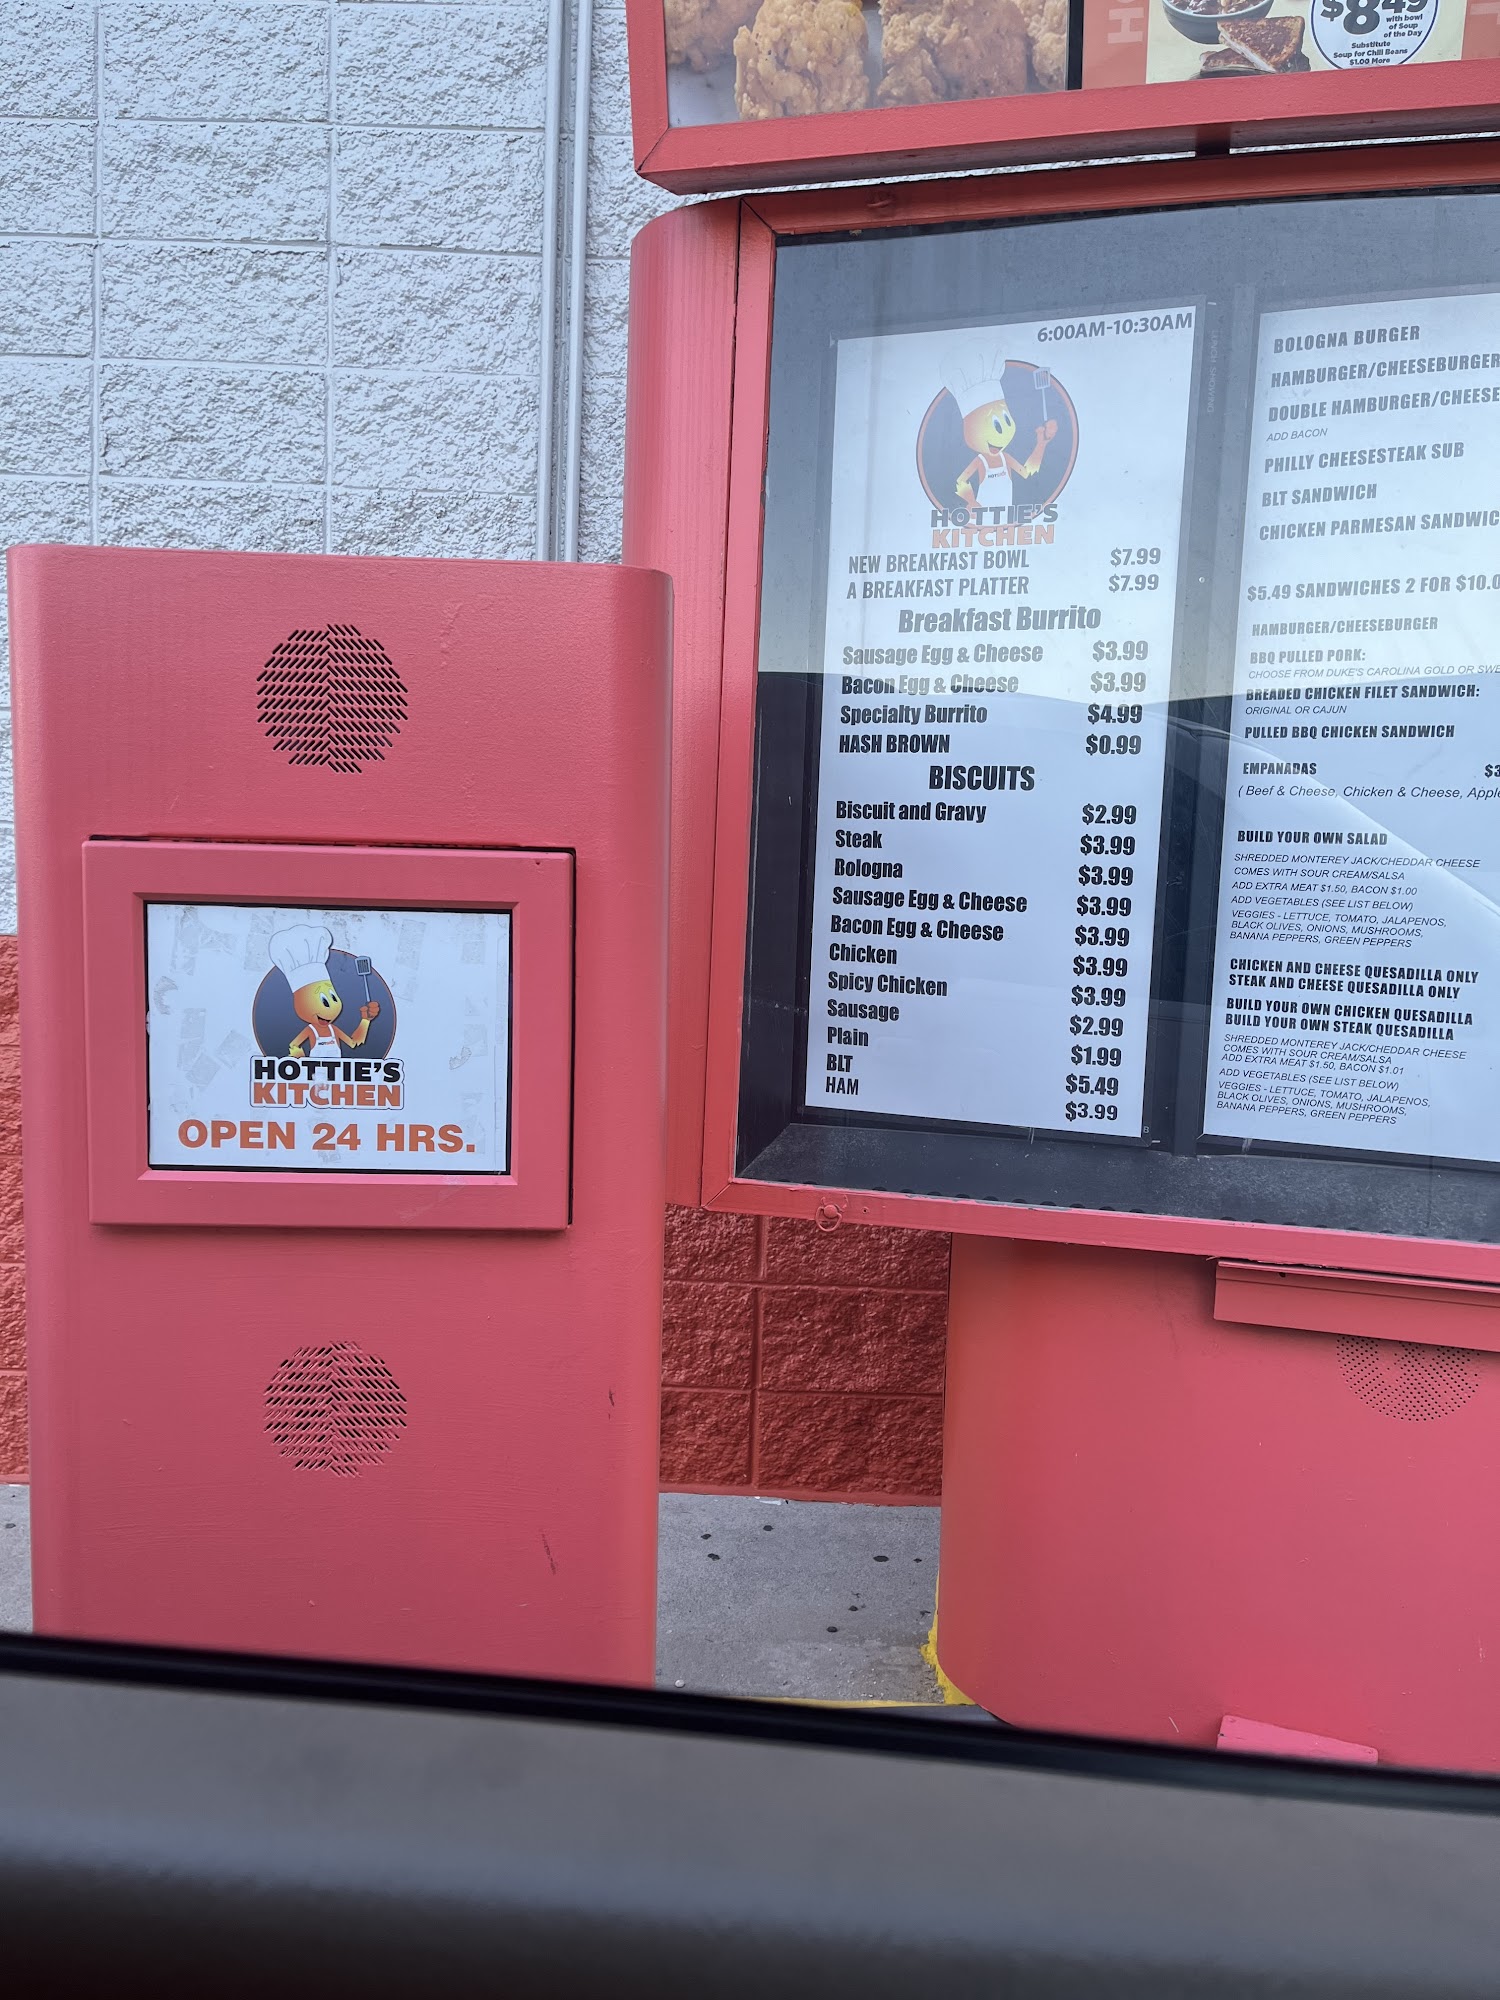 $8.49
with bowl
of Soup
of the Day
Substitute
Soup for Chili Beans
$1.00 More
6:00AM-10:30AM
HOTTIE'S
KITCHEN
NEW BREAKFAST BOWL $7.99
A BREAKFAST PLATTER $7.99
Breakfast Burrito
Sausage Egg & Cheese $3.99
Bacon Egg & Cheese $3.99
Specialty Burrito $4.99
HASH BROWN $0.99
BISCUITS
Biscuit and Gravy $2.99
Steak $3.99
Bologna $3.99
Sausage Egg & Cheese $3.99
Bacon Egg & Cheese $3.99
Chicken $3.99
Spicy Chicken $3.99
Sausage $2.99
Plain $1.99
BLT $5.49
HAM $3.99
BOLOGNA BURGER
HAMBURGER/CHEESEBURGER
DOUBLE HAMBURGER/CHEESE
ADD BACON
PHILLY CHEESESTEAK SUB
BLT SANDWICH
CHICKEN PARMESAN SANDWIC
$5.49 SANDWICHES 2 FOR $10.0
HAMBURGER/CHEESEBURGER
BBQ PULLED PORK:
CHOOSE FROM DUKE'S CAROLINA GOLD OR SWE
BREADED CHICKEN FILET SANDWICH:
ORIGINAL OR CAJUN
PULLED BBQ CHICKEN SANDWICH
EMPANADAS $3
( Beef & Cheese, Chicken & Cheese, Apple
BUILD YOUR OWN SALAD
SHREDDED MONTEREY JACK/CHEDDAR CHEESE
COMES WITH SOUR CREAM/SALSA
ADD EXTRA MEAT $1.50, BACON $1.00
ADD VEGETABLES (SEE LIST BELOW)
VEGGIES - LETTUCE, TOMATO, JALAPENOS,
BLACK OLIVES, ONIONS, MUSHROOMS,
BANANA PEPPERS, GREEN PEPPERS
CHICKEN AND CHEESE QUESADILLA ONLY
STEAK AND CHEESE QUESADILLA ONLY
BUILD YOUR OWN CHICKEN QUESADILLA
BUILD YOUR OWN STEAK QUESADILLA
SHREDDED MONTEREY JACK/CHEDDAR CHEESE
COMES WITH SOUR CREAM/SALSA
ADD EXTRA MEAT $1.50, BACON $1.01
ADD VEGETABLES (SEE LIST BELOW)
VEGGIES - LETTUCE, TOMATO, JALAPENOS,
BLACK OLIVES, ONIONS, MUSHROOMS,
BANANA PEPPERS, GREEN PEPPERS
HOTTIE'S
KITCHEN
OPEN 24 HRS.